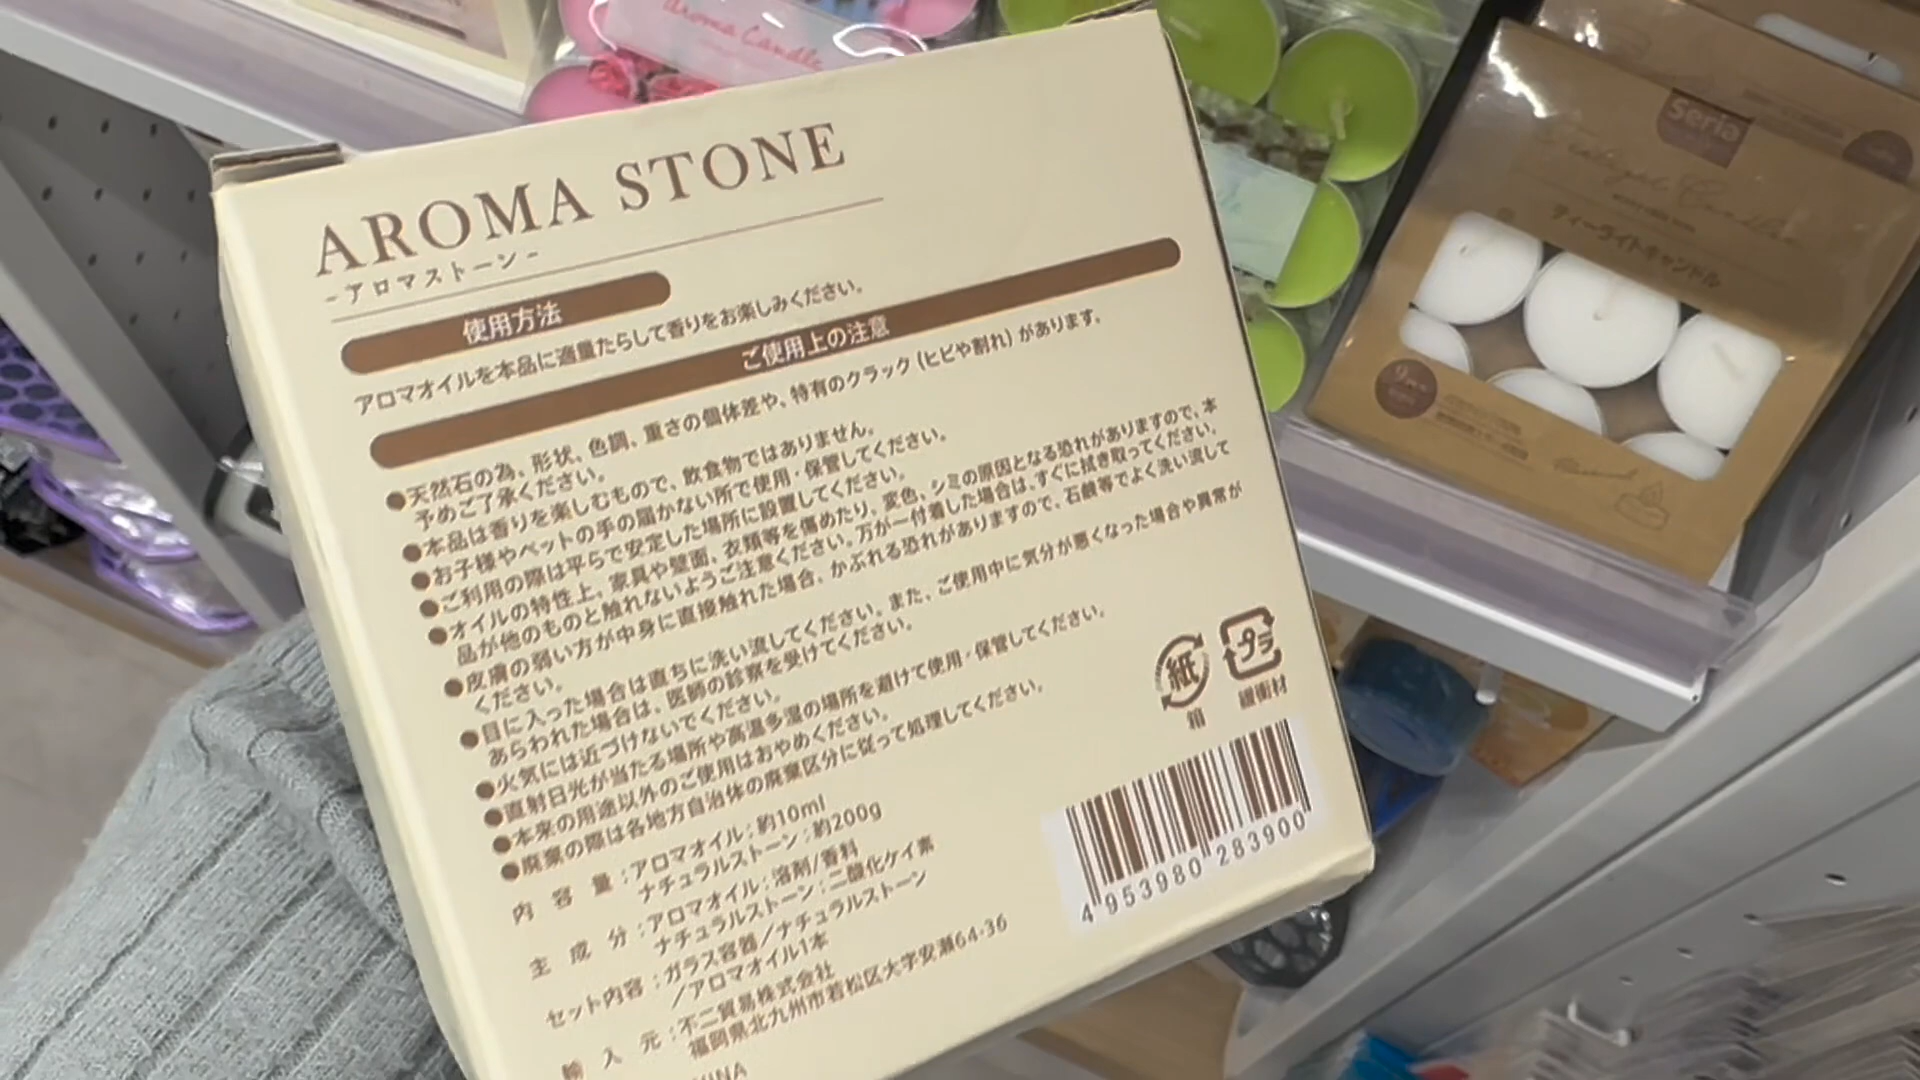 AROMA STONE
-アロマストーン-
使用方法
アロマオイルを本品に適量たらして香りをお楽しみください。
ご使用上の注意
●天然石の為、形状、色調、重さの個体差や、特有のクラック(ヒビや割れ)があります。
予めご了承ください。
●本品は香りを楽しむもので、飲食物ではありません。
●お子様やペットの手の届かない所で使用・保管してください。
●ご利用の際は平らで安定した場所に設置してください。
●オイルの特性上、家具や壁面、衣類等を傷めたり、変色、シミの原因となる恐れがありますので、本
品が他のものと触れないようご注意ください。万が一付着した場合は、すぐに拭き取ってください。
●皮膚の弱い方が中身に直接触れた場合、かぶれる恐れがありますので、石鹸等でよく洗い流して
ください。
●目に入った場合は直ちに洗い流してください。また、ご使用中に気分が悪くなった場合や異常が
あらわれた場合は、医師の診察を受けてください。
●火気には近づけないでください。
●直射日光が当たる場所や高温多湿の場所を避けて使用・保管してください。
●本来の用途以外のご使用はおやめください。
●廃棄の際は各地方自治体の廃棄区分に従って処理してください。
内容量:アロマオイル:約10ml
ナチュラルストーン:約200g
主成分:アロマオイル:溶剤/香料
ナチュラルストーン:二酸化ケイ素
セット内容:ガラス容器/ナチュラルストーン
/アロマオイル1本
輸入元:不二貿易株式会社
福岡県北九州市若松区大字安瀬64-36
紙
箱
プラ
緩衝材
4 953980 283900
Aroma Candle
Seria
ティーライトキャンドル